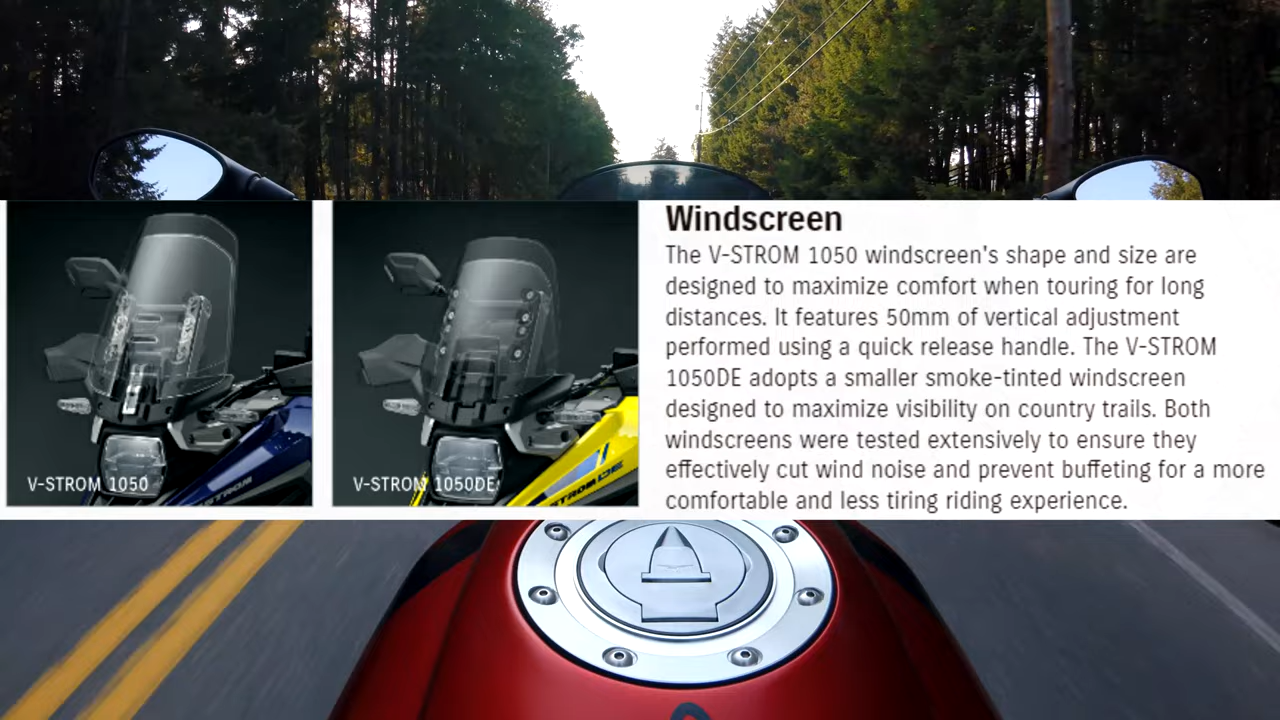 Windscreen
The V-STROM 1050 windscreen's shape and size are
designed to maximize comfort when touring for long
distances. It features 50mm of vertical adjustment
performed using a quick release handle. The V-STROM
1050DE adopts a smaller smoke-tinted windscreen
designed to maximize visibility on country trails. Both
windscreens were tested extensively to ensure they
effectively cut wind noise and prevent buffeting for a more
comfortable and less tiring riding experience.
V-STROM 1050
V-STROM 1050DE
STROM
STROM DE